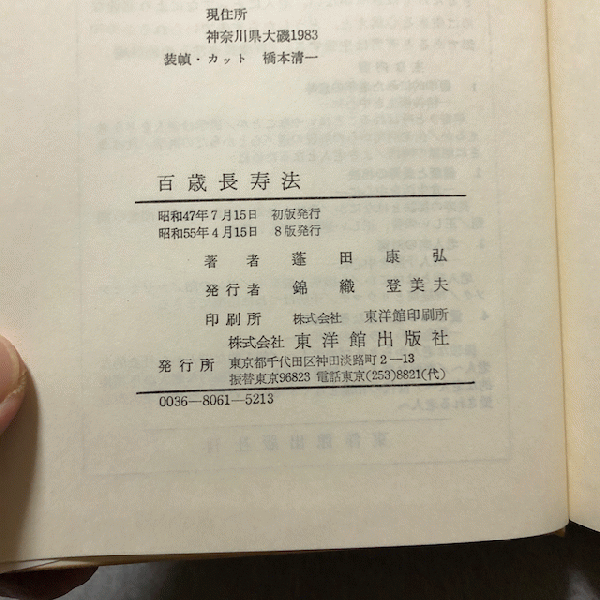 現住所
神奈川県大磯1983
装幀・カット 橋本清一
百歳長寿法
昭和47年7月15日 初版発行
昭和55年4月15日 8版発行
著者 蓬田康弘
発行者 錦織登美夫
印刷所 株式会社 東洋館印刷所
株式会社 東洋館出版社
発行所 東京都千代田区神田淡路町2―13
振替東京96823 電話東京(253)8821(代)
0036―8061―5213